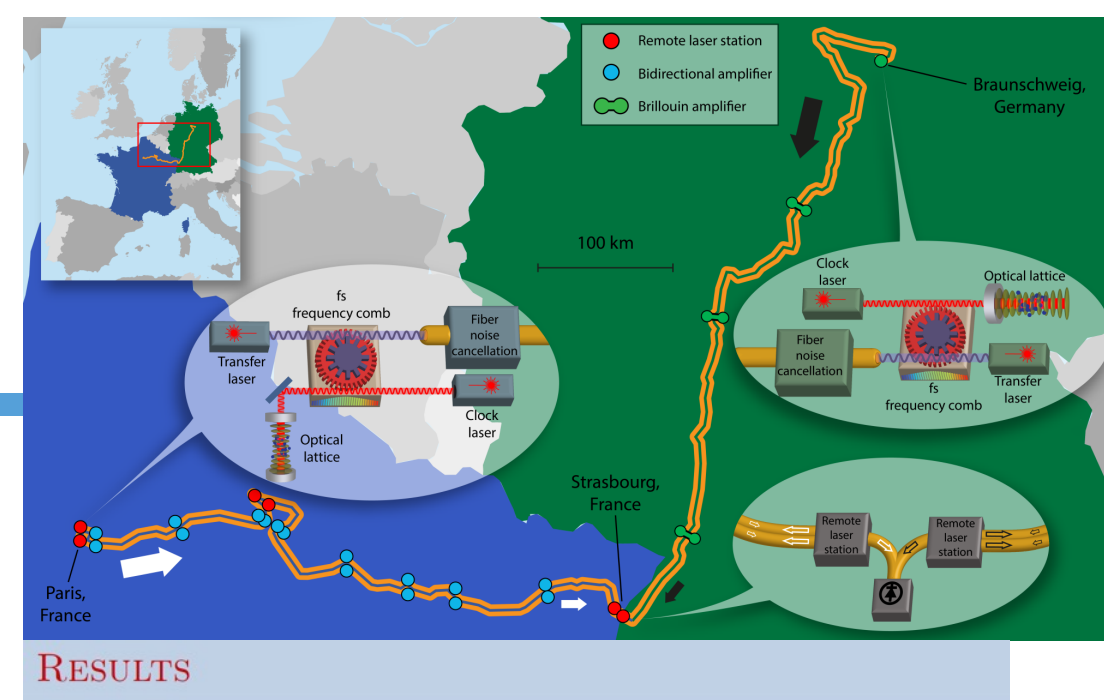 Remote laser station
Bidirectional amplifier
Brillouin amplifier
Braunschweig,
Germany
100 km
Clock
laser
Optical lattice
Fiber
noise
cancellation
Transfer
laser
fs
frequency comb
fs
frequency comb
Fiber
noise
cancellation
Transfer
laser
Clock
laser
Optical
lattice
Strasbourg,
France
Remote
laser
station
Remote
laser
station
Paris,
France
RESULTS